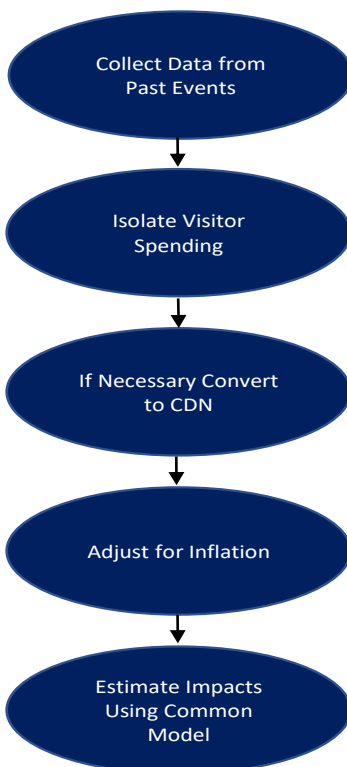 Collect Data from
Past Events
Isolate Visitor
Spending
If Necessary Convert
to CDN
Adjust for Inflation
Estimate Impacts
Using Common
Model